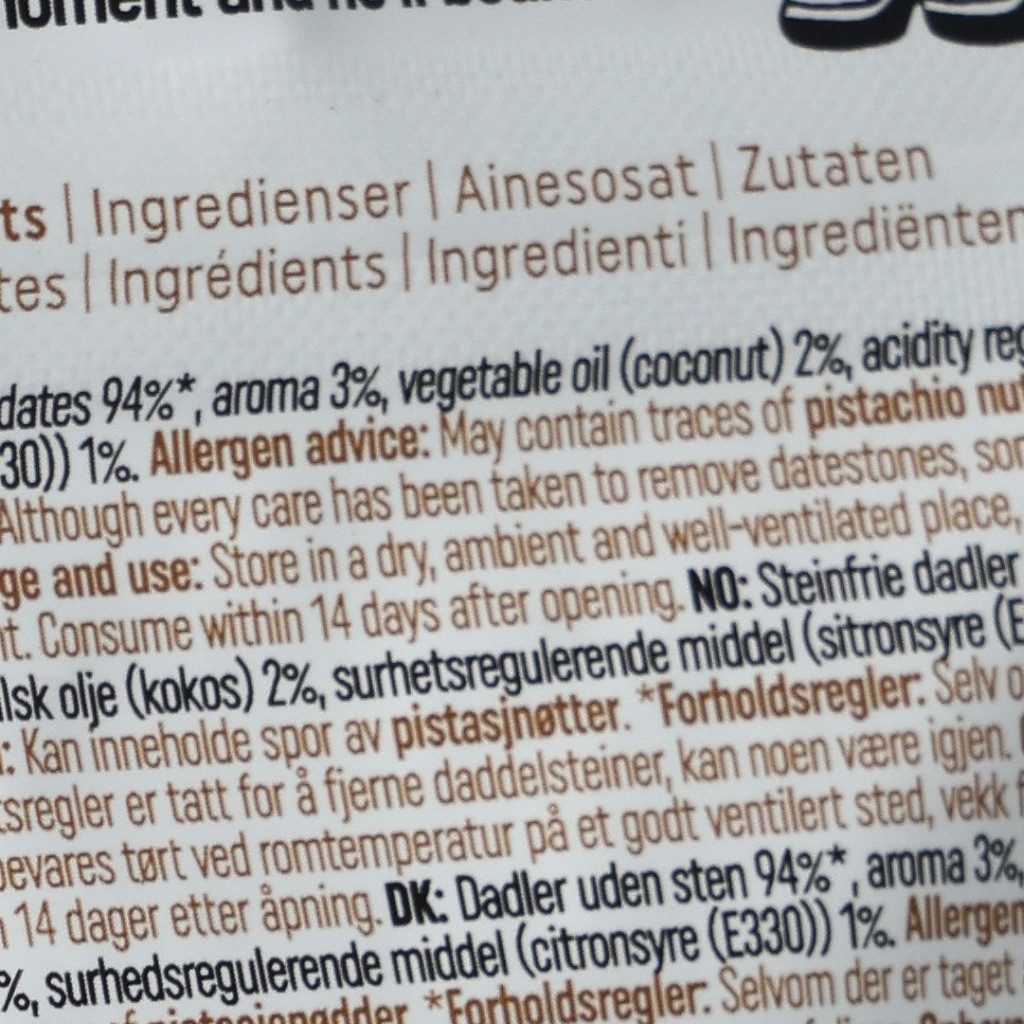 ts | Ingredienser | Ainesosat | Zutaten
tes | Ingrédients | Ingredienti | Ingrediënten
dates 94%*, aroma 3%, vegetable oil (coconut) 2%, acidity reg
30)) 1%. Allergen advice: May contain traces of pistachio nu
Although every care has been taken to remove datestones, som
ge and use: Store in a dry, ambient and well-ventilated place,
nt. Consume within 14 days after opening. NO: Steinfrie dadler
lsk olje (kokos) 2%, surhetsregulerende middel (sitronsyre (E
: Kan inneholde spor av pistasjnøtter. *Forholdsregler: Selv o
tsregler er tatt for å fjerne daddelsteiner, kan noen være igjen.
bevares tørt ved romtemperatur på et godt ventilert sted, vekk f
14 dager etter åpning. DK: Dadler uden sten 94%*, aroma 3%,
%, surhedsregulerende middel (citronsyre (E330)) 1%. Allergen
*Forholdsregler: Selvom der er taget